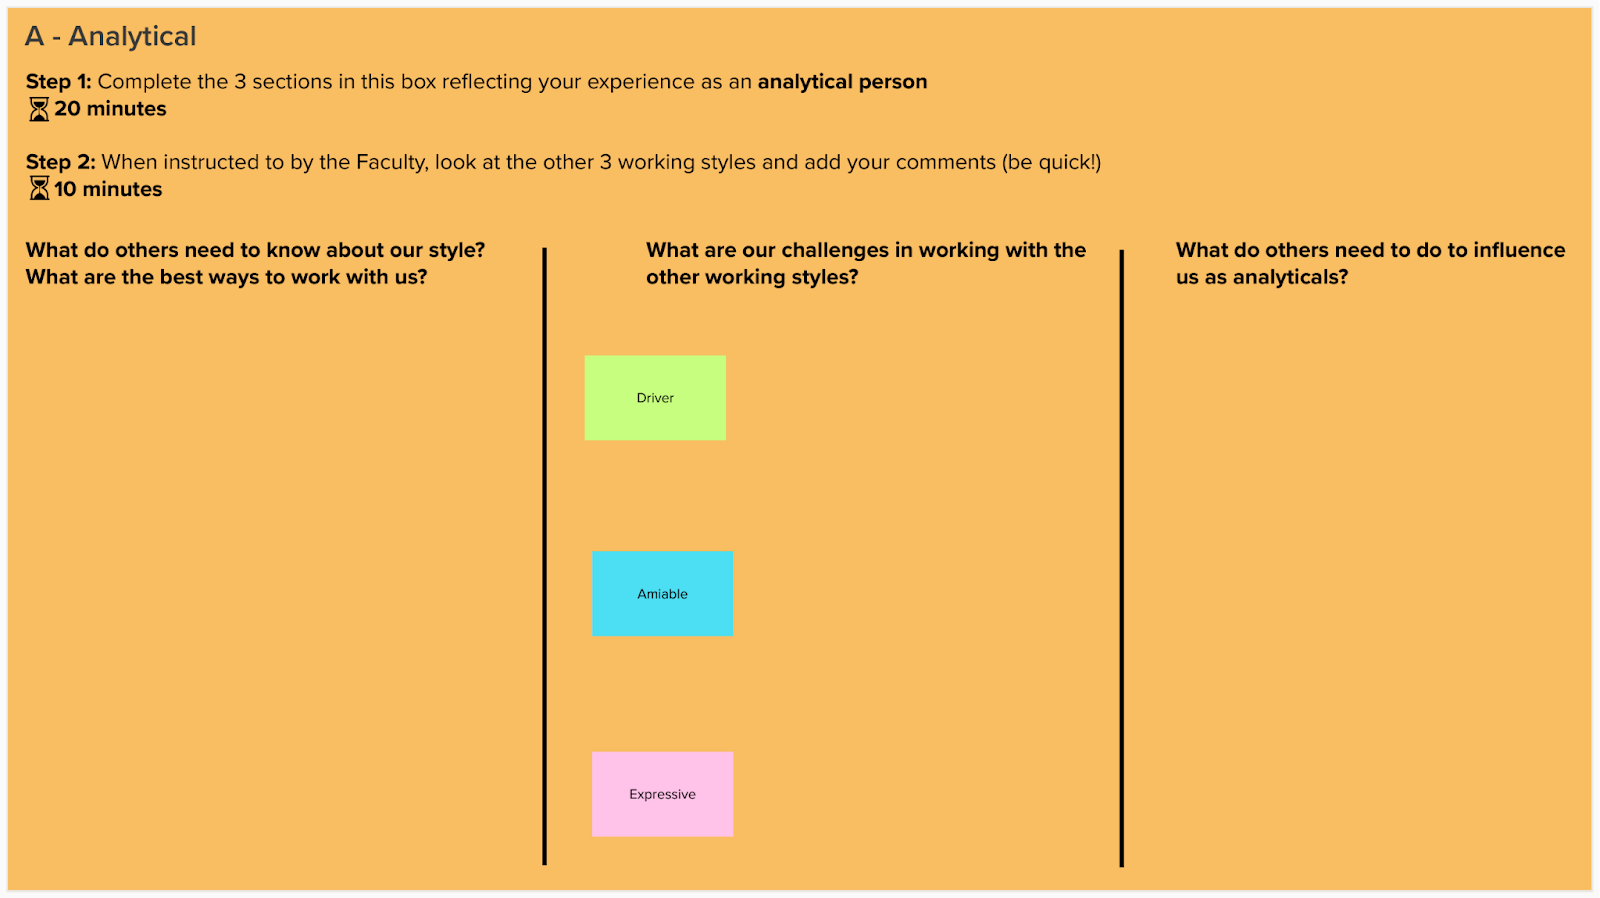 A - Analytical
Step 1: Complete the 3 sections in this box reflecting your experience as an analytical person
20 minutes
Step 2: When instructed to by the Faculty, look at the other 3 working styles and add your comments (be quick!)
10 minutes
What do others need to know about our style?
What are the best ways to work with us?
What are our challenges in working with the
other working styles?
What do others need to do to influence
us as analyticals?
Driver
Amiable
Expressive